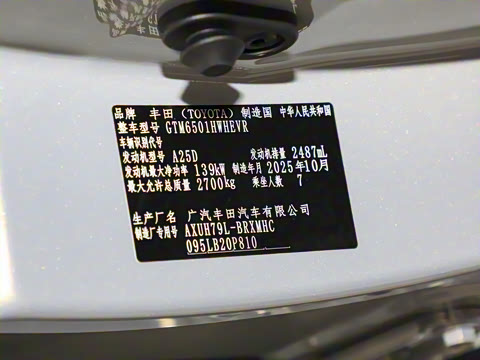 丰田
品牌 丰田 (TOYOTA) 制造国 中华人民共和国
整车型号 GTM6501HWHEVR
车辆识别代号
发动机型号 A25D 发动机排量 2487mL
发动机最大净功率 139kW 制造年月 2025年10月
最大允许总质量 2700kg 乘坐人数 7
生产厂名 广汽丰田汽车有限公司
制造厂专用号 AXUH79L-BRXMHC
095LB20P810